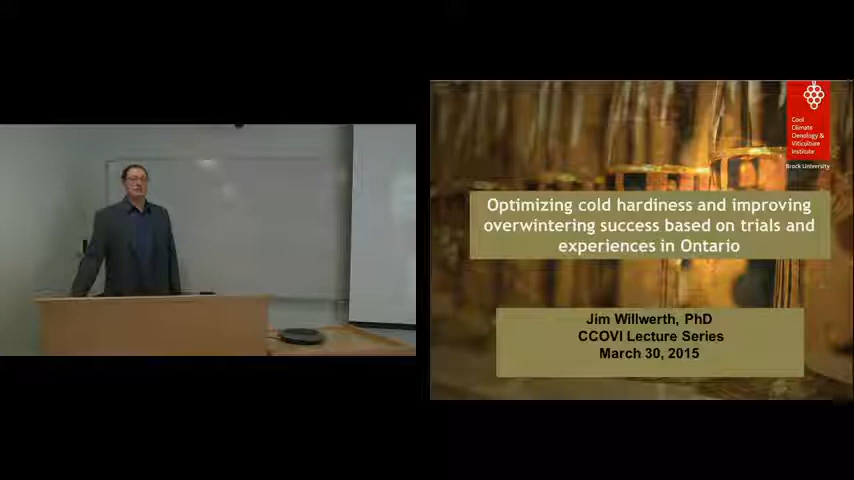 Cool
Climate
Oenology &
Viticulture
Institute
Brock University
Optimizing cold hardiness and improving
overwintering success based on trials and
experiences in Ontario
Jim Willwerth, PhD
CCOVI Lecture Series
March 30, 2015